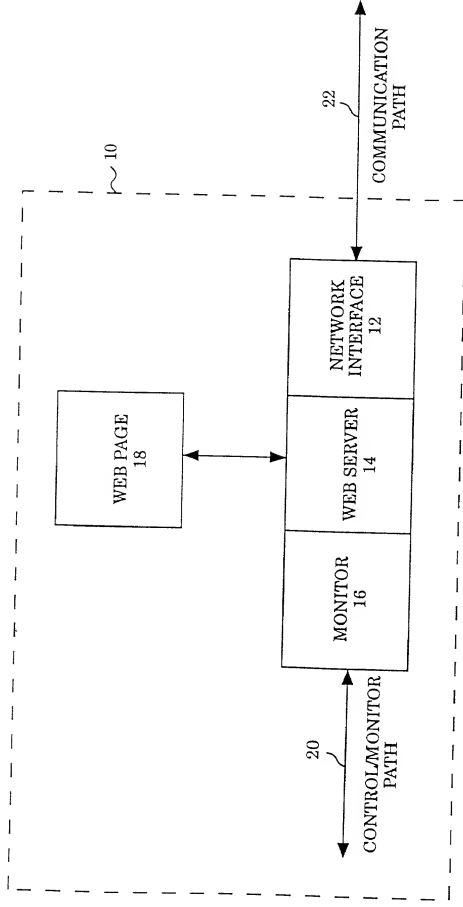 10
WEB PAGE
18
22
COMMUNICATION
PATH
NETWORK
INTERFACE
12
WEB SERVER
14
MONITOR
16
20
CONTROL/MONITOR
PATH